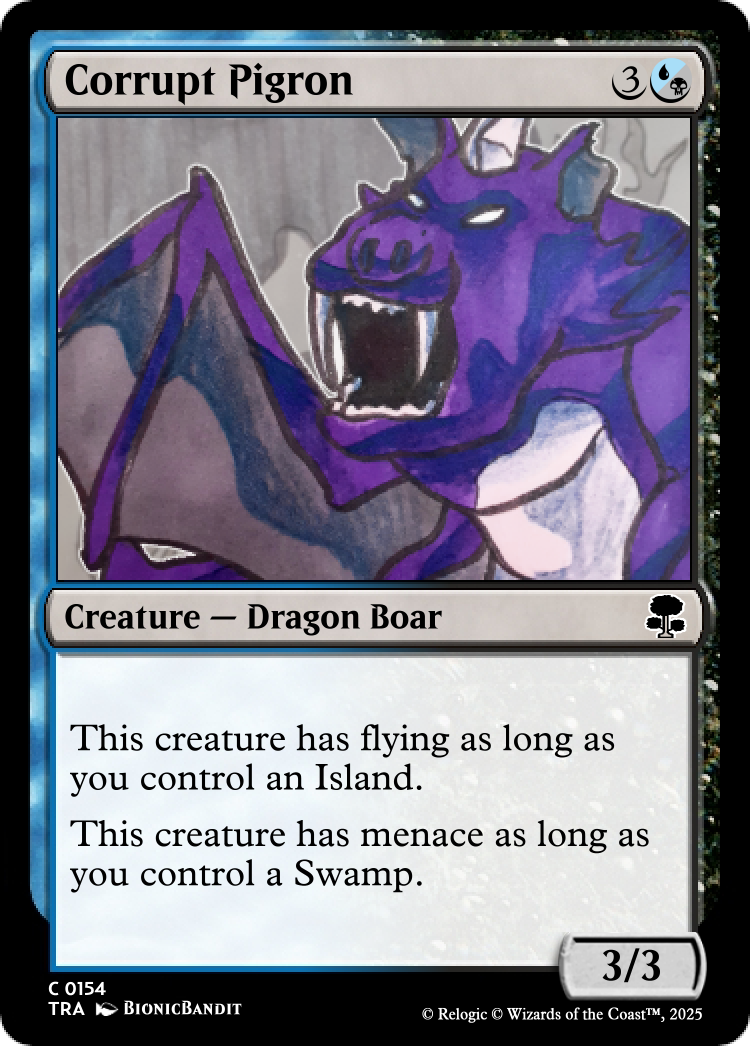 Corrupt Pigron 3
Creature — Dragon Boar
This creature has flying as long as
you control an Island.
This creature has menace as long as
you control a Swamp.
3/3
C 0154
TRA BionicBandit
© Relogic © Wizards of the Coast™, 2025